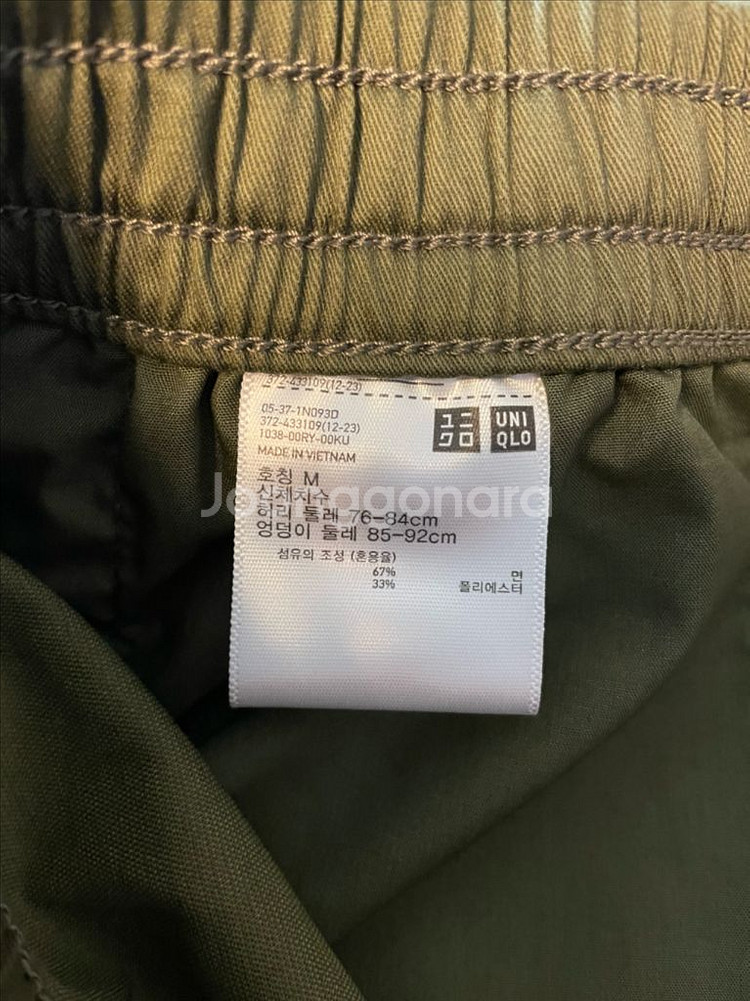 372-433109(12-23)
05-37-1N093D
372-433109(12-23)
1038-00RY-00KU
MADE IN VIETNAM
ユニ
クロ
UNI
QLO
호칭 M
신체치수
허리 둘레 76-84cm
엉덩이 둘레 85-92cm
섬유의 조성 (혼용율)
67% 면
33% 폴리에스터
Joonggonara